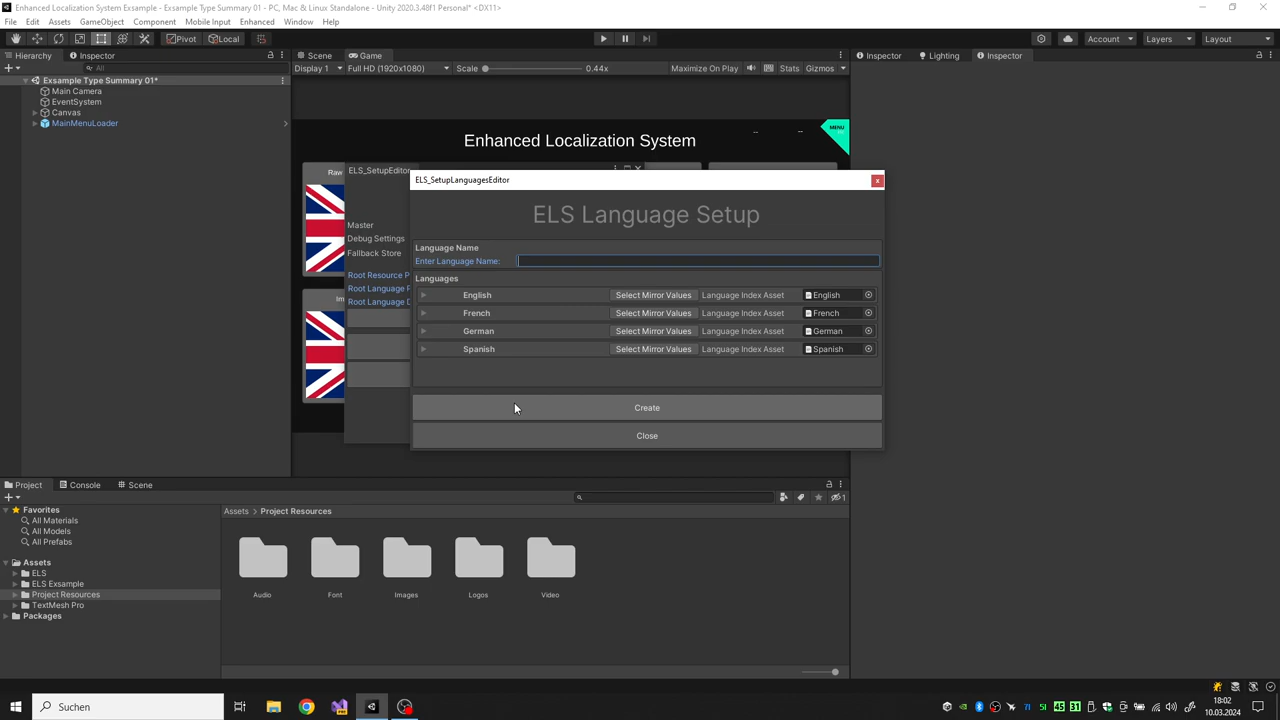 Enhanced Localization System Exsample - Exsample Type Summary 01 - PC, Mac & Linux Standalone - Unity 2020.3.48f1 Personal* <DX11>
File Edit Assets GameObject Component Mobile Input Enhanced Window Help
Pivot Local Account Layers Layout
Hierarchy Inspector Scene Game Inspector Lighting Inspector
All Display 1 Full HD (1920x1080) Scale 0.44x Maximize On Play Stats Gizmos
Exsample Type Summary 01*
Main Camera
EventSystem
Canvas
MainMenuLoader
MENU
Enhanced Localization System
-- --
Raw
ELS_SetupEditor
ELS_SetupLanguagesEditor
ELS Language Setup
Master
Debug Settings
Fallback Store
Root Resource P
Root Language
Root Language D
Im
Language Name
Enter Language Name:
Languages
English Select Mirror Values Language Index Asset English
French Select Mirror Values Language Index Asset French
German Select Mirror Values Language Index Asset German
Spanish Select Mirror Values Language Index Asset Spanish
Create
Close
Project Console Scene
1
Favorites
All Materials
All Models
All Prefabs
Assets
ELS
ELS Exsample
Project Resources
TextMesh Pro
Packages
Assets > Project Resources
Audio Font Images Logos Video
Suchen
45 31
18:02
10.03.2024